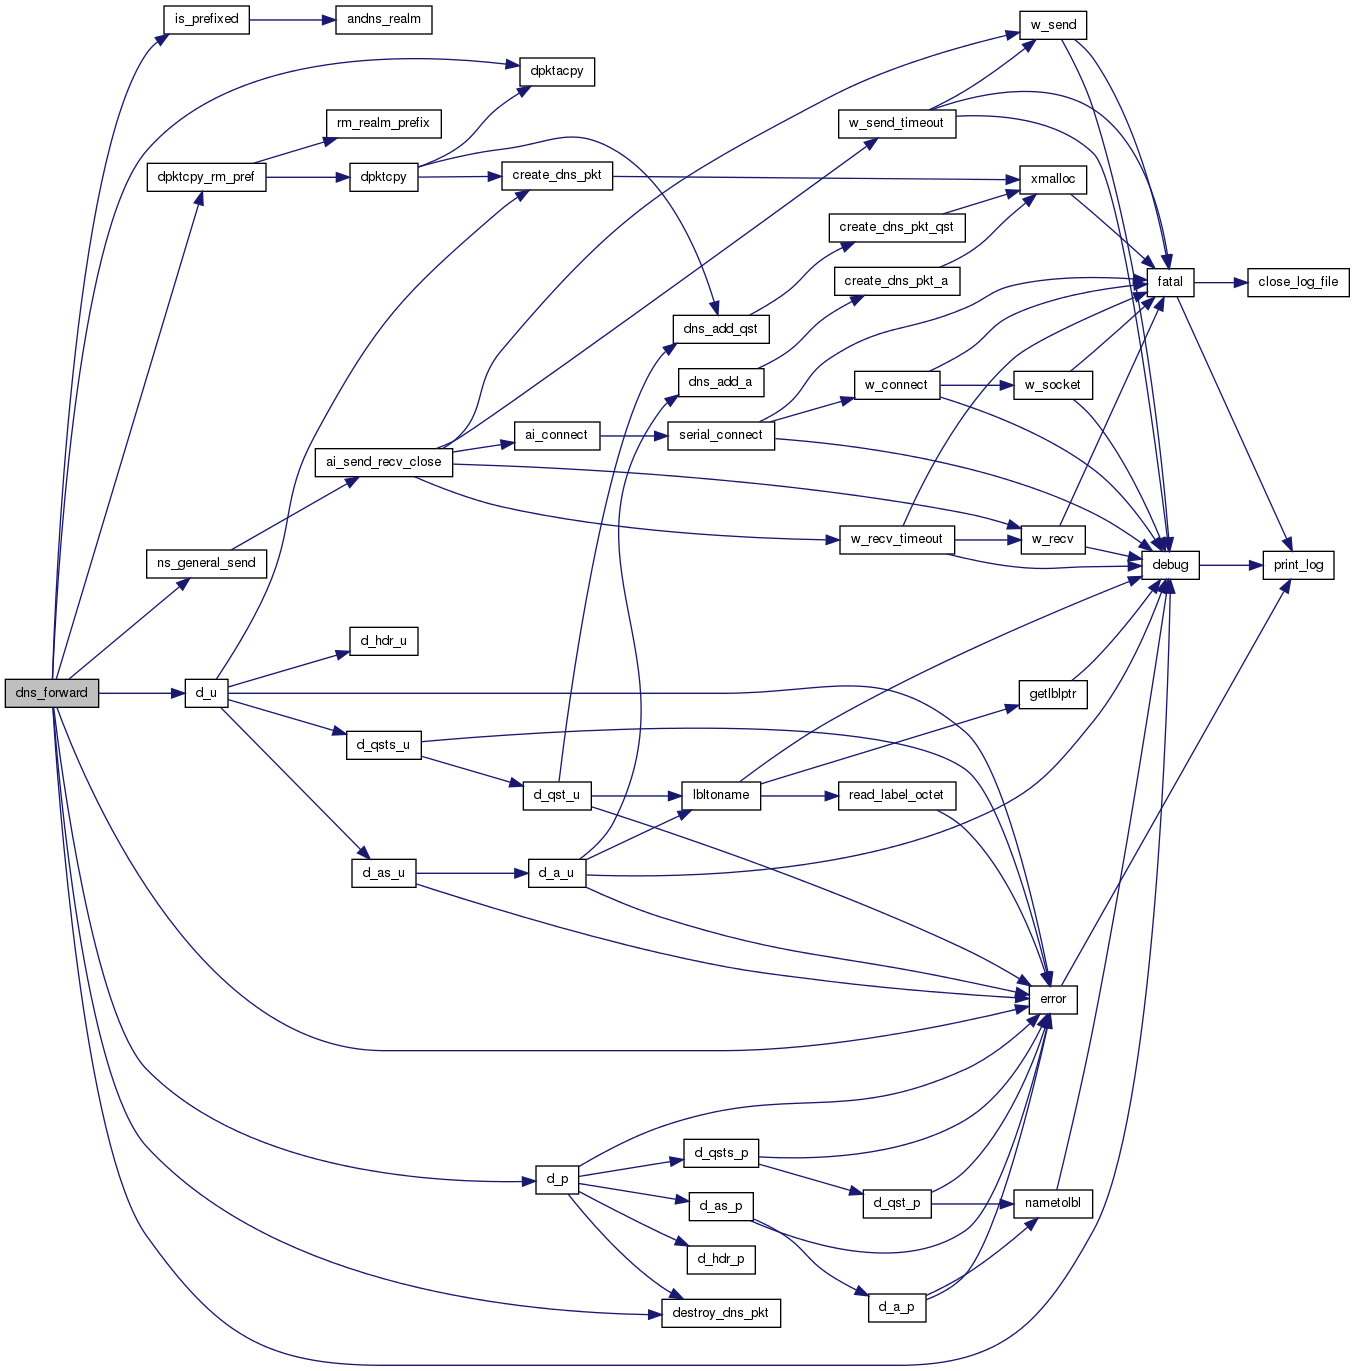 is_prefixed
andns_realm
w_send
dpktacpy
rm_realm_prefix
w_send_timeout
dpktcpy_rm_pref
dpktcpy
create_dns_pkt
xmalloc
create_dns_pkt_qst
create_dns_pkt_a
fatal
close_log_file
dns_add_qst
dns_add_a
w_connect
w_socket
ai_connect
serial_connect
ai_send_recv_close
w_recv_timeout
w_recv
ns_general_send
debug
print_log
d_hdr_u
dns_forward
d_u
getlblptr
d_qsts_u
d_qst_u
lbltoname
read_label_octet
d_as_u
d_a_u
error
d_qsts_p
d_p
d_as_p
d_qst_p
nametolbl
d_hdr_p
d_a_p
destroy_dns_pkt